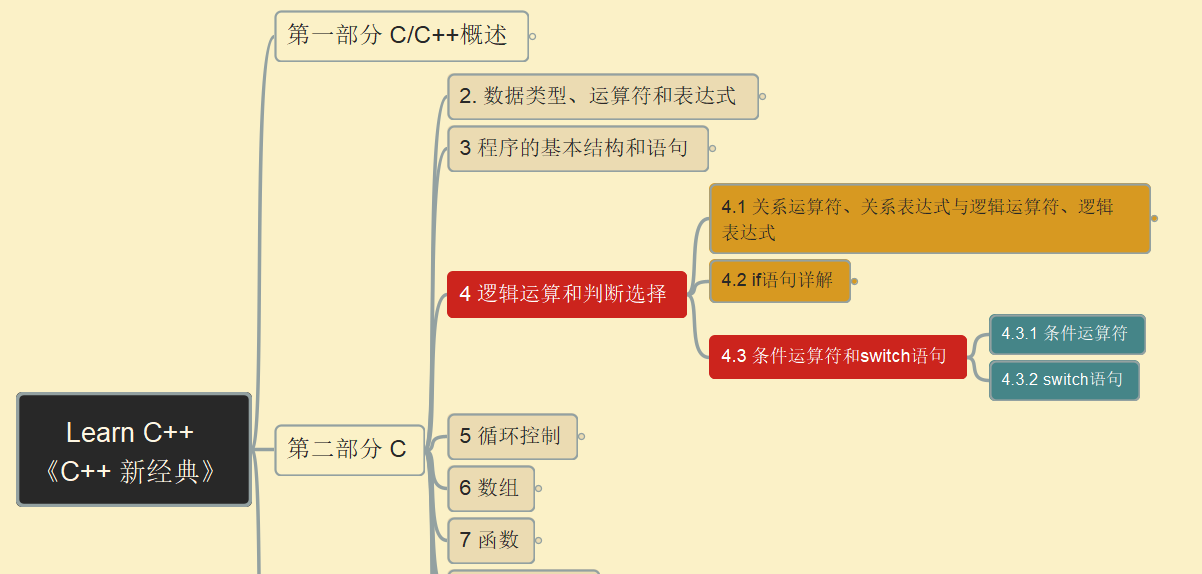 第一部分 C/C++概述
2. 数据类型、运算符和表达式
3 程序的基本结构和语句
4.1 关系运算符、关系表达式与逻辑运算符、逻辑
表达式
4.2 if语句详解
4 逻辑运算和判断选择
4.3 条件运算符和switch语句
4.3.1 条件运算符
4.3.2 switch语句
Learn C++
《C++ 新经典》
第二部分 C
5 循环控制
6 数组
7 函数